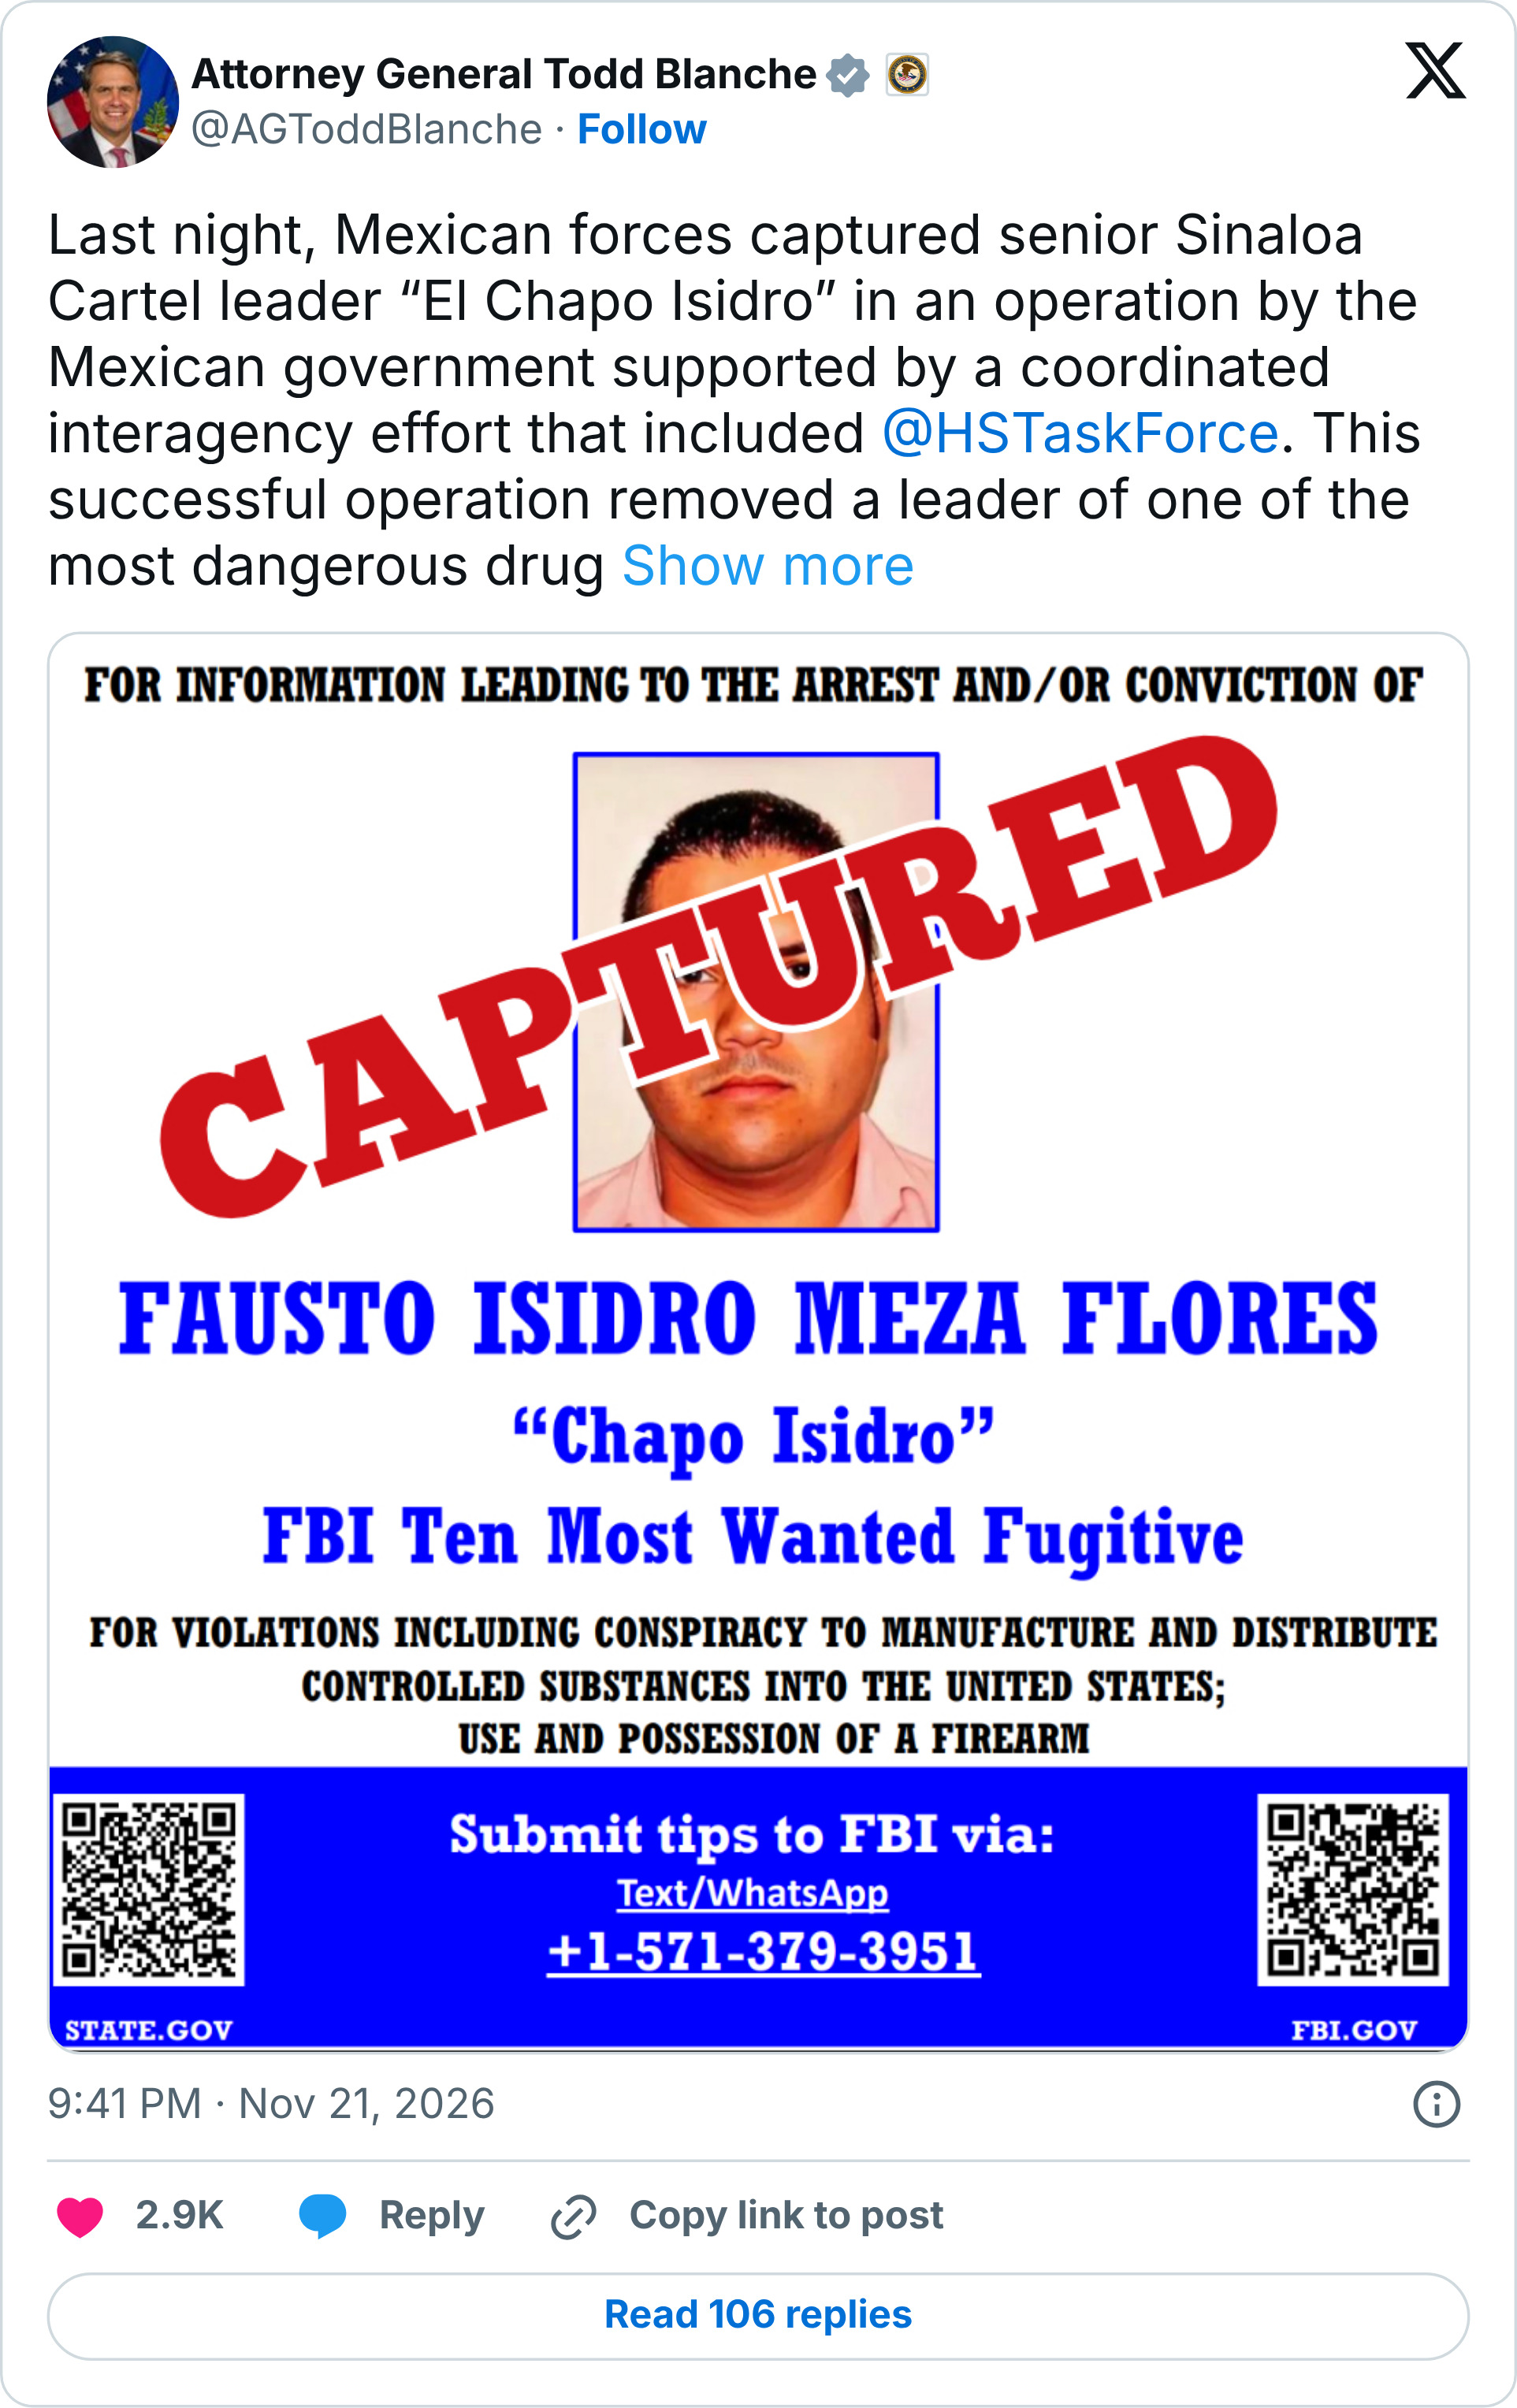 Attorney General Todd Blanche
@AGToddBlanche · Follow
Last night, Mexican forces captured senior Sinaloa
Cartel leader “El Chapo Isidro” in an operation by the
Mexican government supported by a coordinated
interagency effort that included @HSTaskForce. This
successful operation removed a leader of one of the
most dangerous drug Show more
FOR INFORMATION LEADING TO THE ARREST AND/OR CONVICTION OF
CAPTURED
FAUSTO ISIDRO MEZA FLORES
“Chapo Isidro”
FBI Ten Most Wanted Fugitive
FOR VIOLATIONS INCLUDING CONSPIRACY TO MANUFACTURE AND DISTRIBUTE
CONTROLLED SUBSTANCES INTO THE UNITED STATES;
USE AND POSSESSION OF A FIREARM
Submit tips to FBI via:
Text/WhatsApp
+1-571-379-3951
STATE.GOV
FBI.GOV
9:41 PM · Nov 21, 2026
2.9K Reply Copy link to post
Read 106 replies